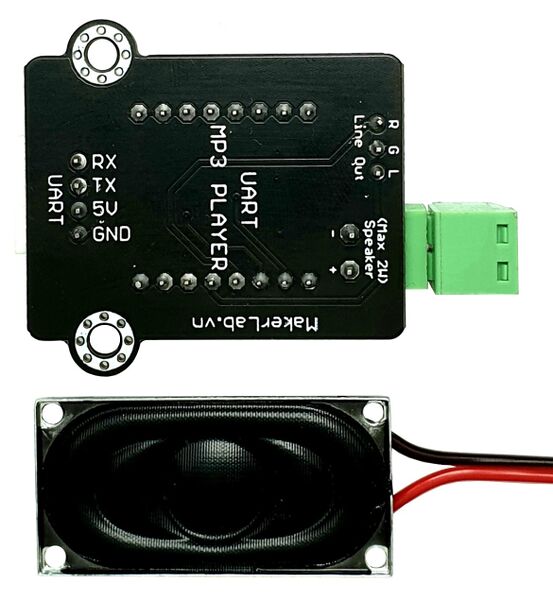 RX
TX
5V
GND
UART
MP3 PLAYER
UART
Line Out
R
G
L
(Max 2W)
Speaker
-
+
MakerLab.vn